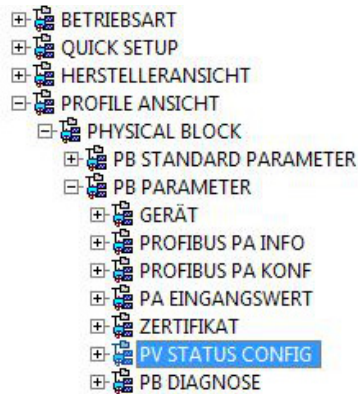 BETRIEBSART
QUICK SETUP
HERSTELLERANSICHT
PROFILE ANSICHT
PHYSICAL BLOCK
PB STANDARD PARAMETER
PB PARAMETER
GERÄT
PROFIBUS PA INFO
PROFIBUS PA KONF
PA EINGANGSWERT
ZERTIFIKAT
PV STATUS CONFIG
PB DIAGNOSE